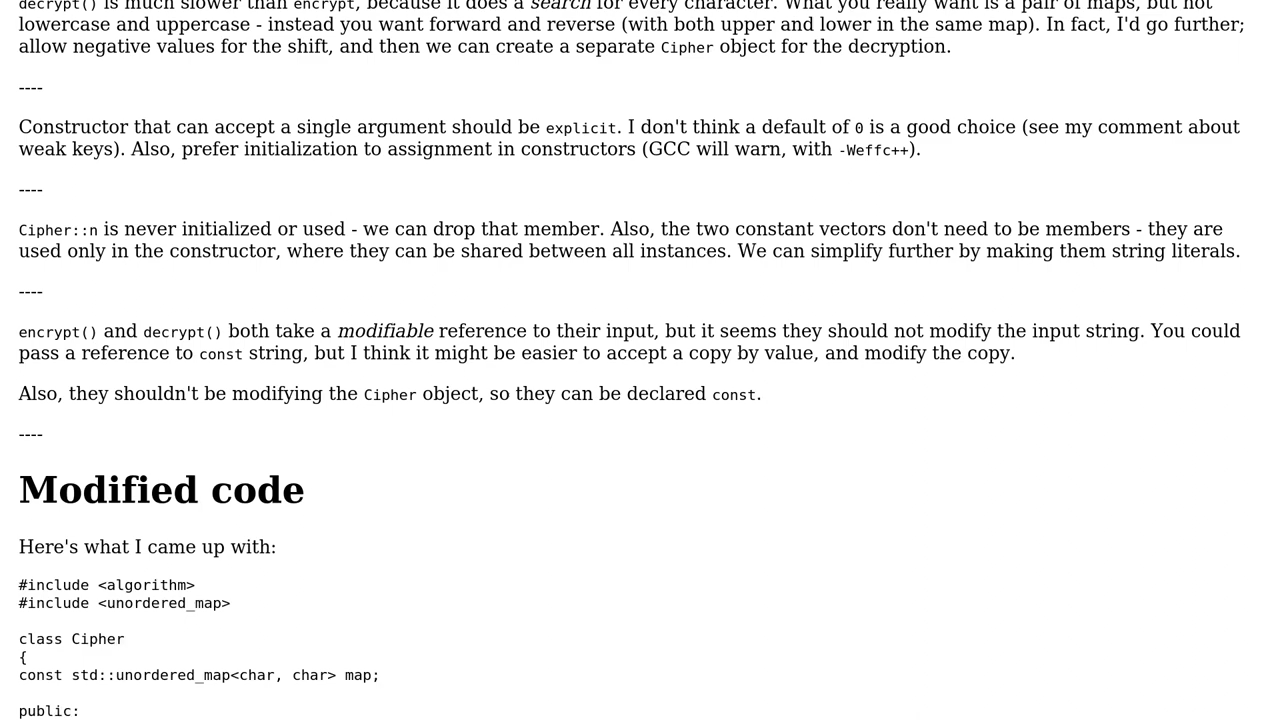 decrypt() is much slower than encrypt, because it does a search for every character. What you really want is a pair of maps, but not
lowercase and uppercase - instead you want forward and reverse (with both upper and lower in the same map). In fact, I'd go further;
allow negative values for the shift, and then we can create a separate Cipher object for the decryption.
----
Constructor that can accept a single argument should be explicit. I don't think a default of 0 is a good choice (see my comment about
weak keys). Also, prefer initialization to assignment in constructors (GCC will warn, with -Weffc++).
----
Cipher::n is never initialized or used - we can drop that member. Also, the two constant vectors don't need to be members - they are
used only in the constructor, where they can be shared between all instances. We can simplify further by making them string literals.
----
encrypt() and decrypt() both take a modifiable reference to their input, but it seems they should not modify the input string. You could
pass a reference to const string, but I think it might be easier to accept a copy by value, and modify the copy.
Also, they shouldn't be modifying the Cipher object, so they can be declared const.
----
Modified code
Here's what I came up with:
#include <algorithm>
#include <unordered_map>
class Cipher
{
const std::unordered_map<char, char> map;
public: